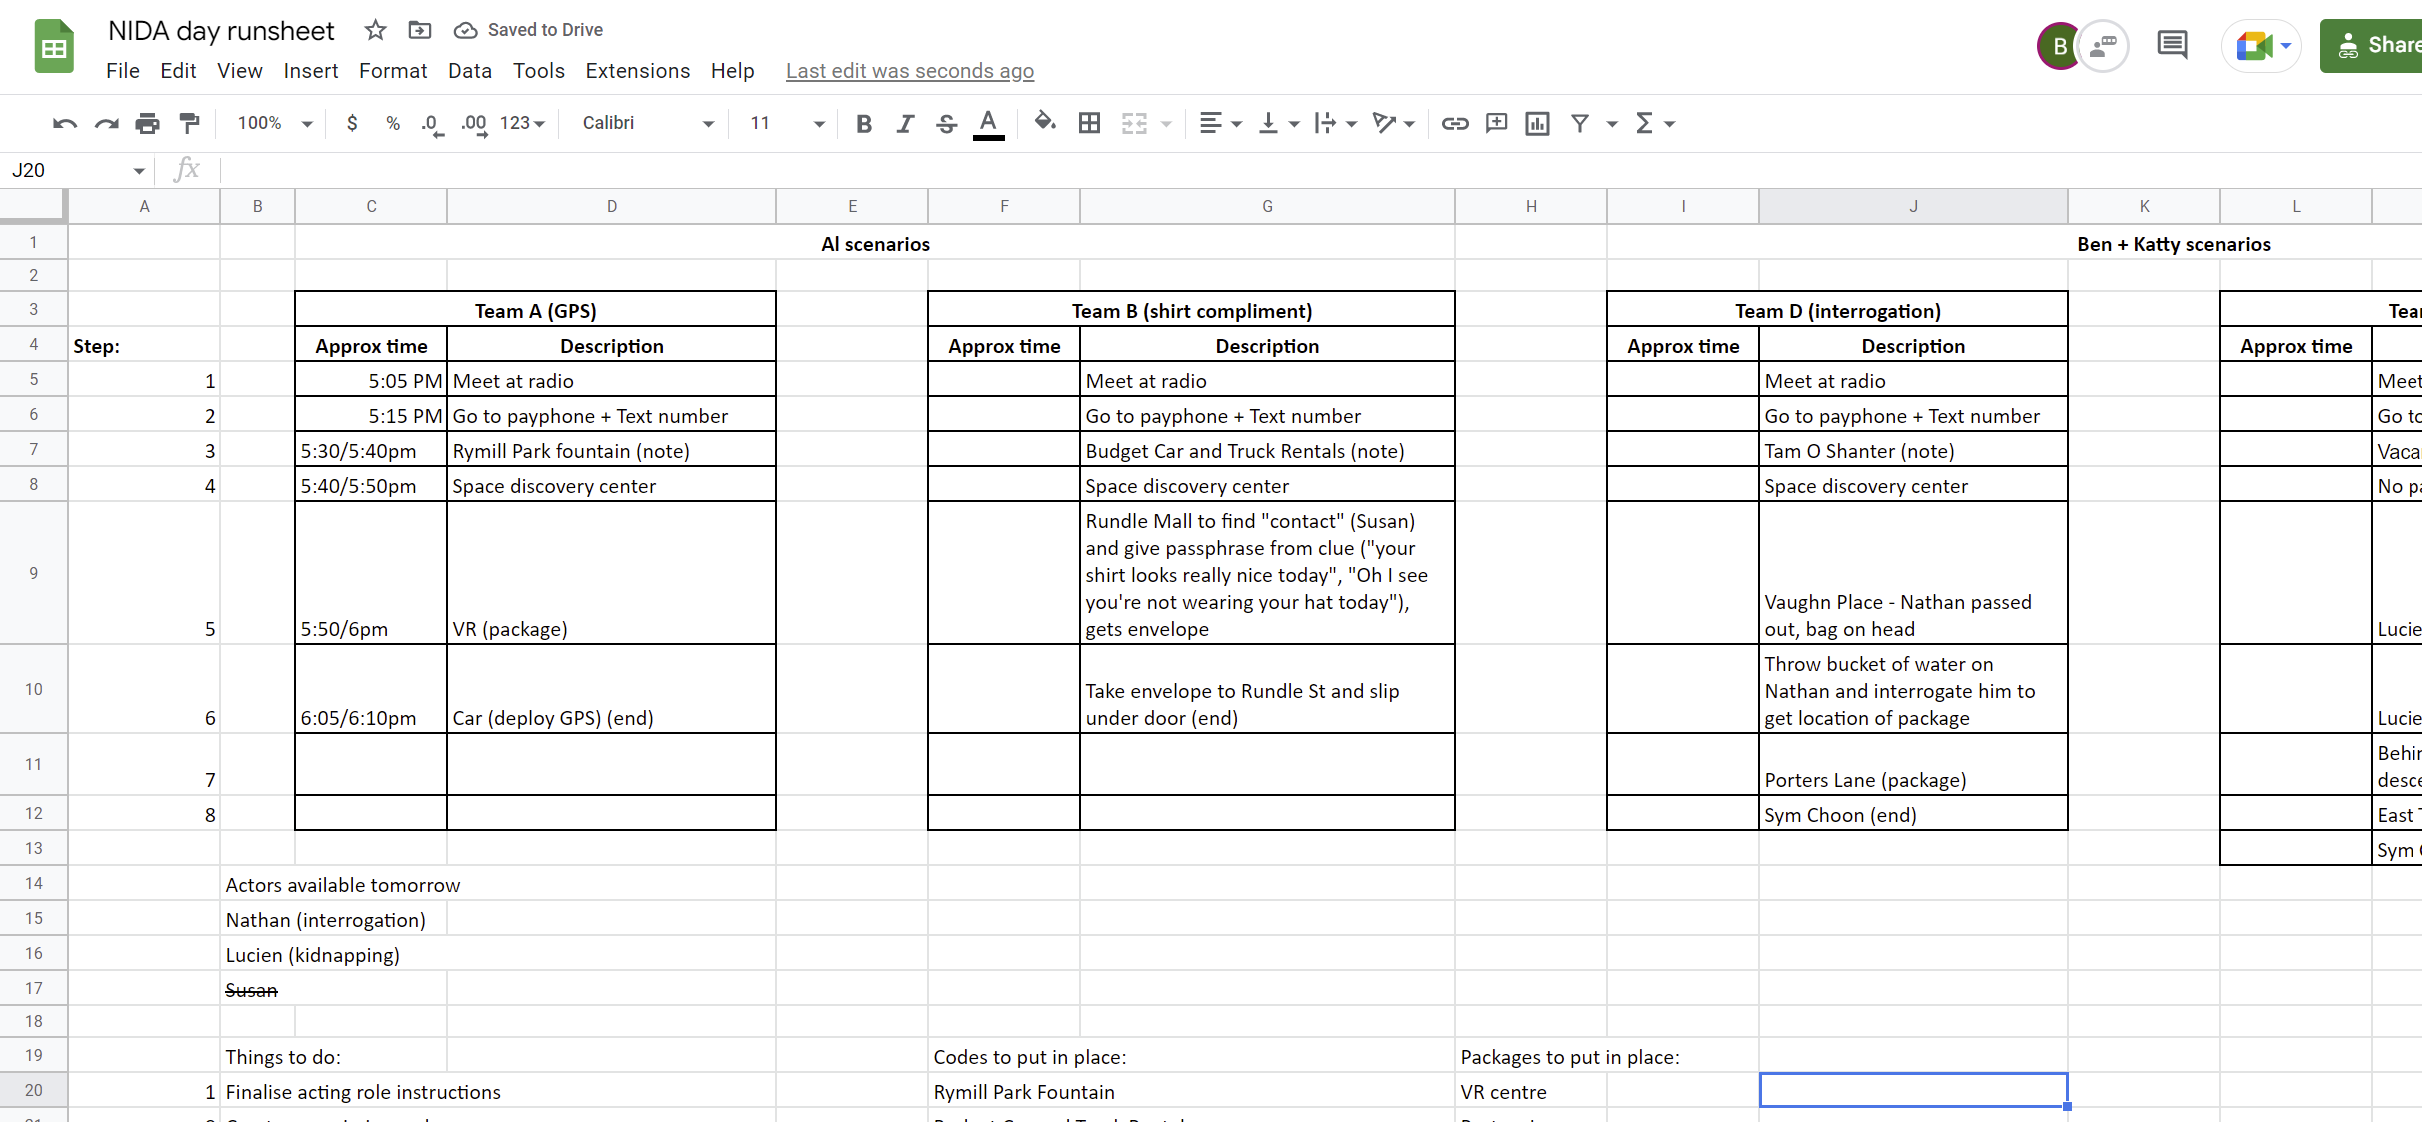 NIDA day runsheet Saved to Drive
File Edit View Insert Format Data Tools Extensions Help Last edit was seconds ago
B
Share
100% $ % .0 .00 123 Calibri 11 B I S A
J20 fx
A B C D E F G H I J K L
1 Al scenarios Ben + Katty scenarios
2
3 Team A (GPS) Team B (shirt compliment) Team D (interrogation)
4 Step: Approx time Description Approx time Description Approx time Description Approx time
5 1 5:05 PM Meet at radio Meet at radio Meet at radio Meet
6 2 5:15 PM Go to payphone + Text number Go to payphone + Text number Go to payphone + Text number Go to
7 3 5:30/5:40pm Rymill Park fountain (note) Budget Car and Truck Rentals (note) Tam O Shanter (note) Vaca
8 4 5:40/5:50pm Space discovery center Space discovery center Space discovery center No pa
9 5 5:50/6pm VR (package)
Rundle Mall to find "contact" (Susan)
and give passphrase from clue ("your
shirt looks really nice today", "Oh I see
you're not wearing your hat today"),
gets envelope
Vaughn Place - Nathan passed
out, bag on head
Lucie
10 6 6:05/6:10pm Car (deploy GPS) (end)
Take envelope to Rundle St and slip
under door (end)
Throw bucket of water on
Nathan and interrogate him to
get location of package
Lucie
11 7 Porters Lane (package)
Behin
desce
12 8 Sym Choon (end) East
13 Sym
14 Actors available tomorrow
15 Nathan (interrogation)
16 Lucien (kidnapping)
17 Susan
18
19 Things to do: Codes to put in place: Packages to put in place:
20 1 Finalise acting role instructions Rymill Park Fountain VR centre